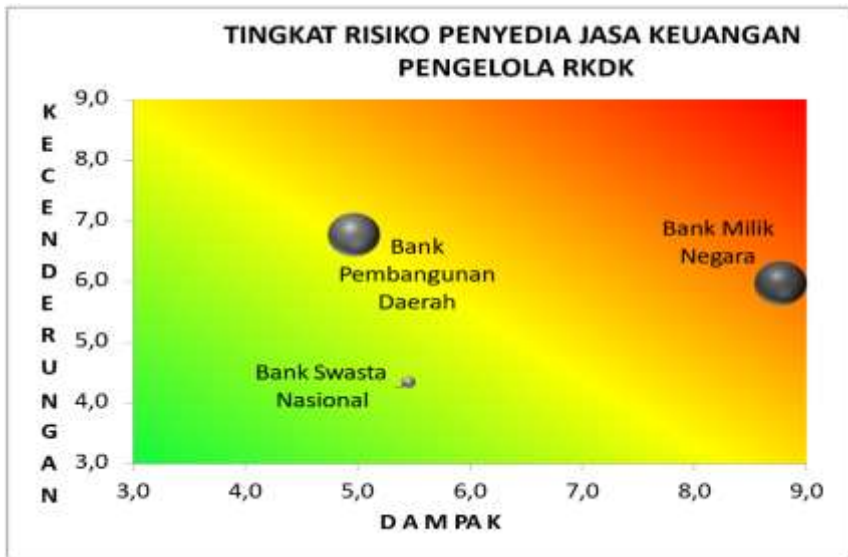 TINGKAT RISIKO PENYEDIA JASA KEUANGAN
PENGELOLA RKDK
KECENDERUNGAN
9,0
8,0
7,0
6,0
5,0
4,0
3,0
Bank Milik
Negara
Bank
Pembangunan
Daerah
Bank Swasta
Nasional
3,0 4,0 5,0 6,0 7,0 8,0 9,0
D A M P A K